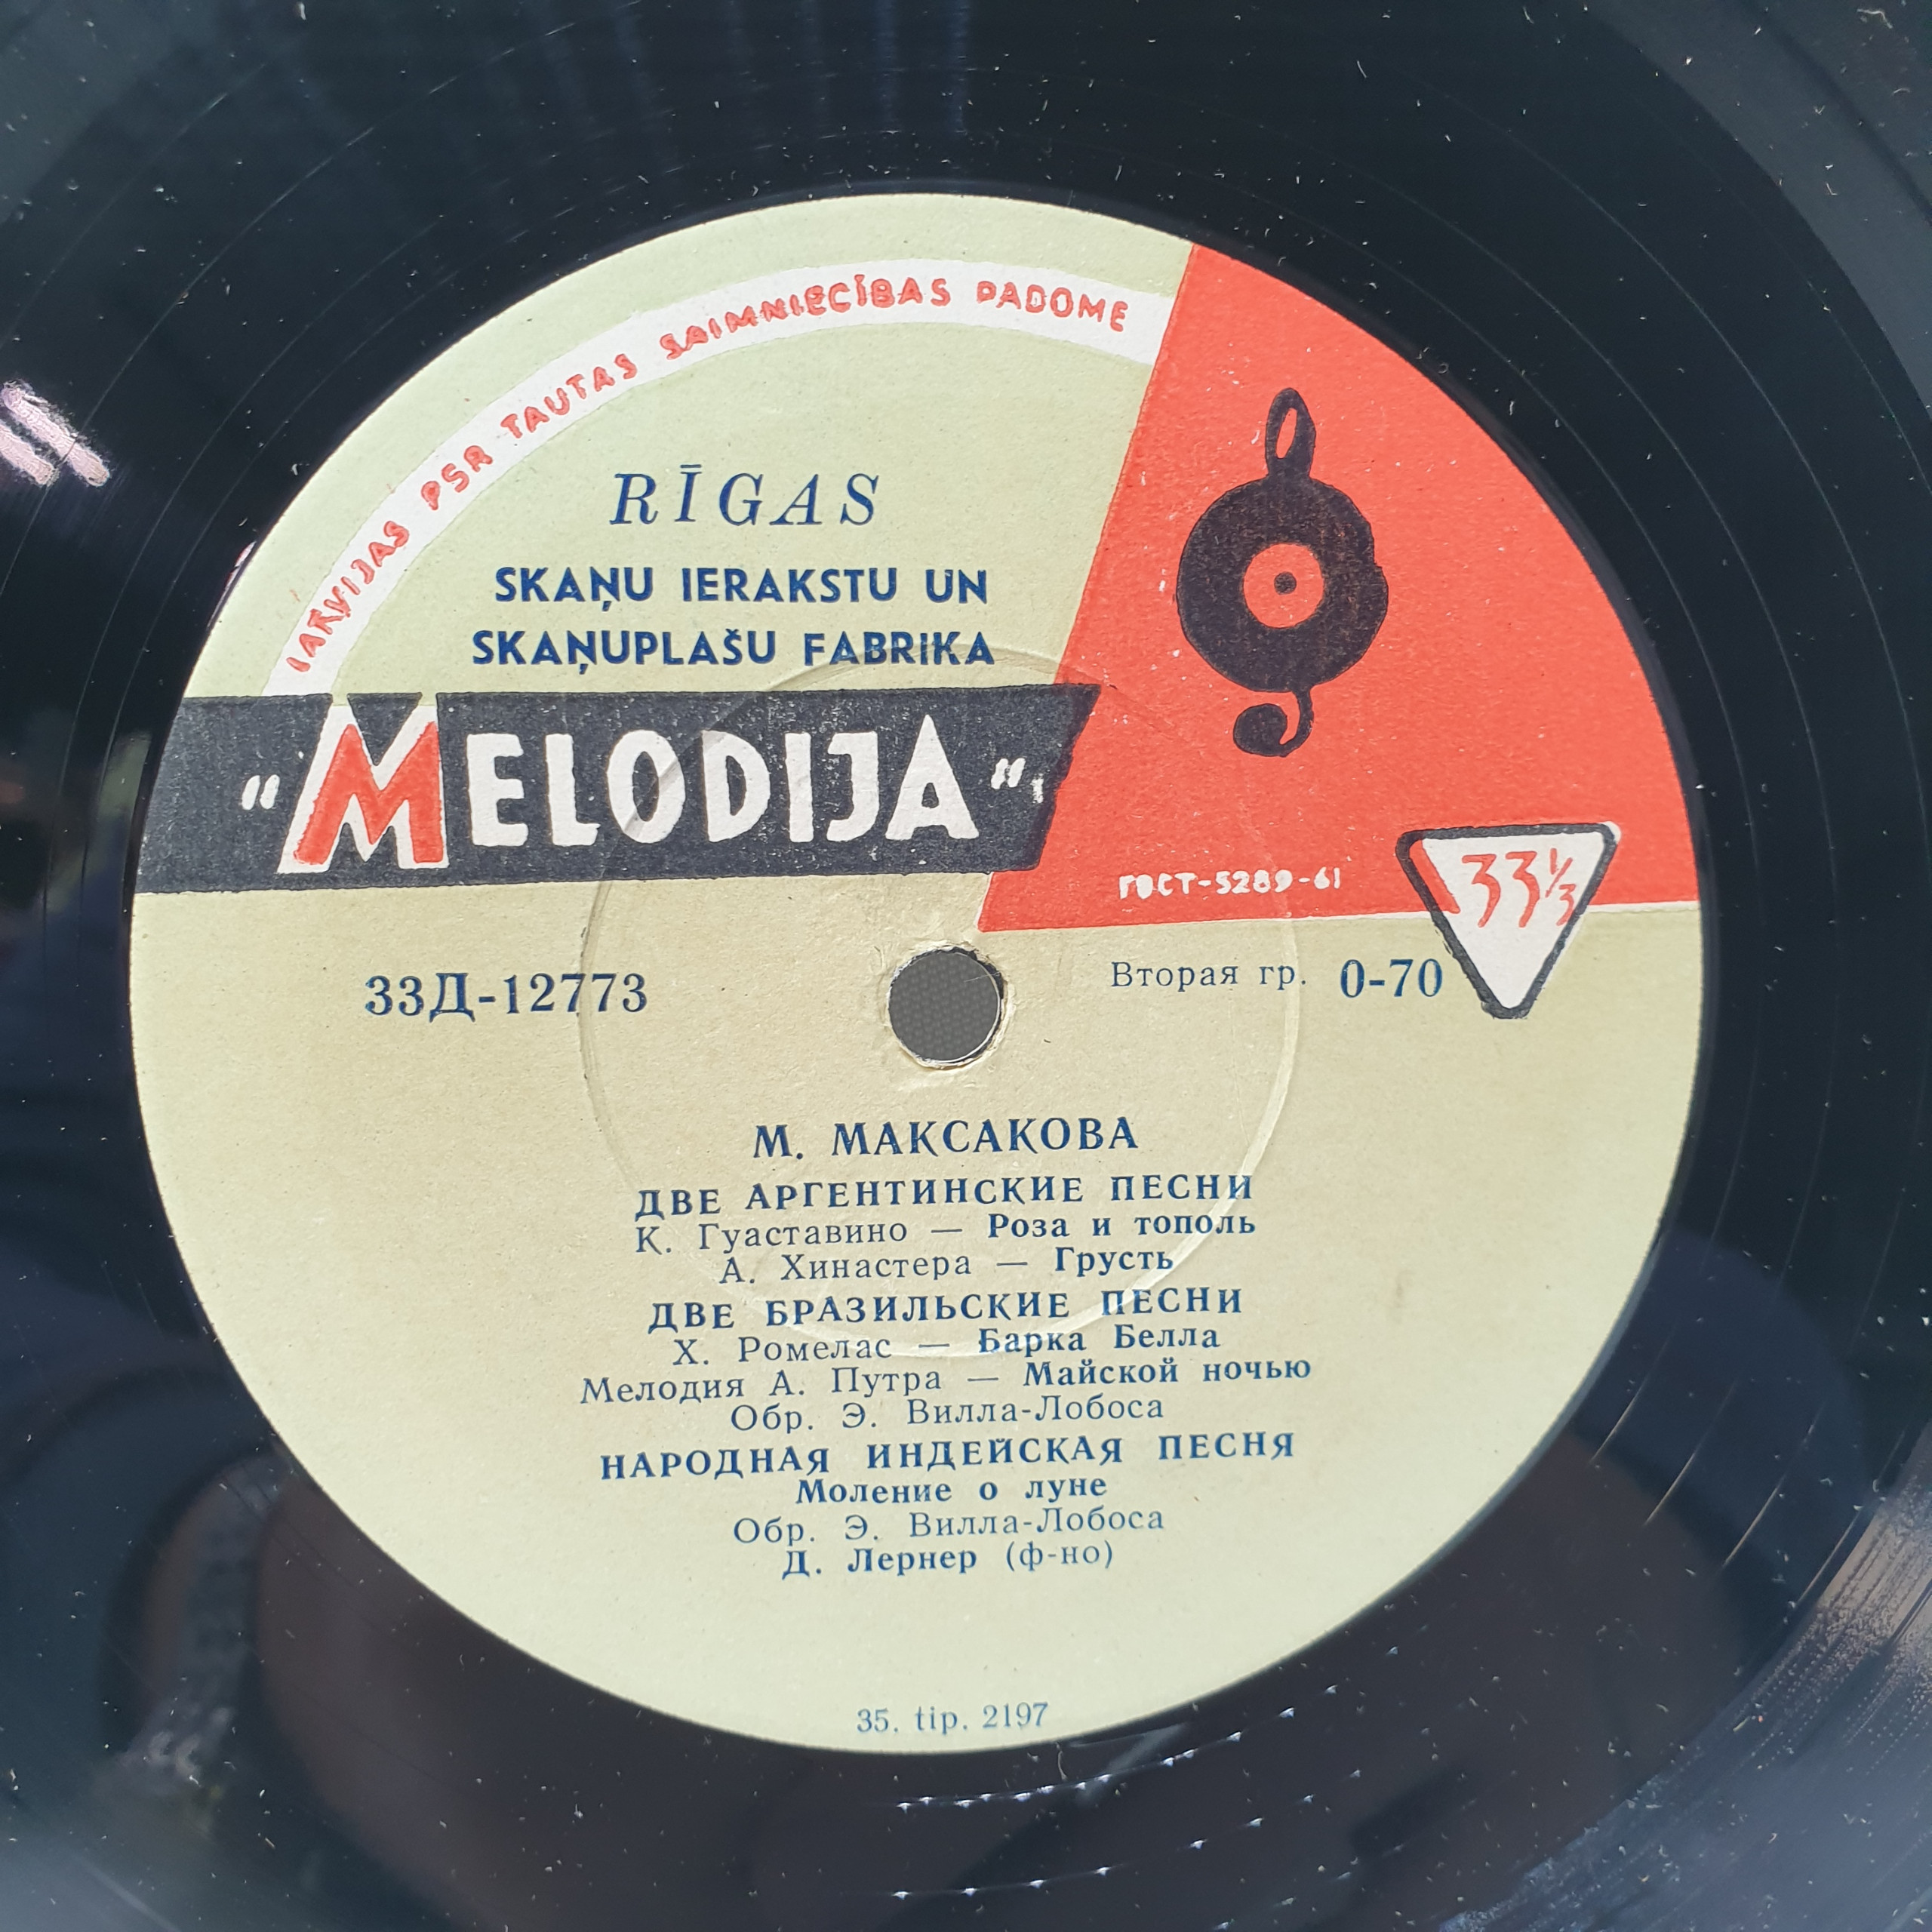 LATVIJAS PSR TAUTAS SAIMNIECĪBAS PADOME
RĪGAS
SKAŅU IERAKSTU UN
SKAŅUPLAŠU FABRIKA
“MELODIJA“
ГОСТ-5289-61
33⅓
33Д-12773
Вторая гр. 0-70
М. МАКСАКОВА
ДВЕ АРГЕНТИНСКИЕ ПЕСНИ
К. Гуаставино — Роза и тополь
А. Хинастера — Грусть
ДВЕ БРАЗИЛЬСКИЕ ПЕСНИ
Х. Ромелас — Барка Белла
Мелодия А. Путра — Майской ночью
Обр. Э. Вилла-Лобоса
НАРОДНАЯ ИНДЕЙСКАЯ ПЕСНЯ
Моление о луне
Обр. Э. Вилла-Лобоса
Д. Лернер (ф-но)
35. tip. 2197